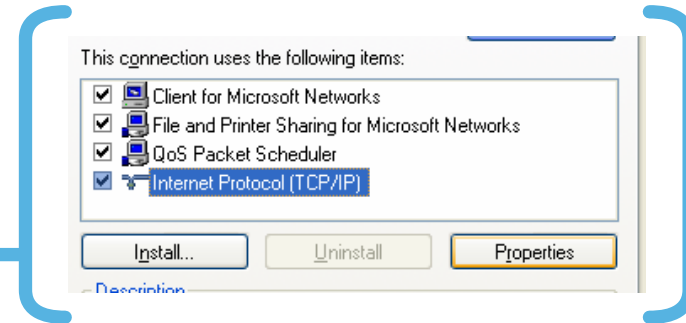 This connection uses the following items:
Client for Microsoft Networks
File and Printer Sharing for Microsoft Networks
QoS Packet Scheduler
Internet Protocol (TCP/IP)
Install... Uninstall Properties
Description